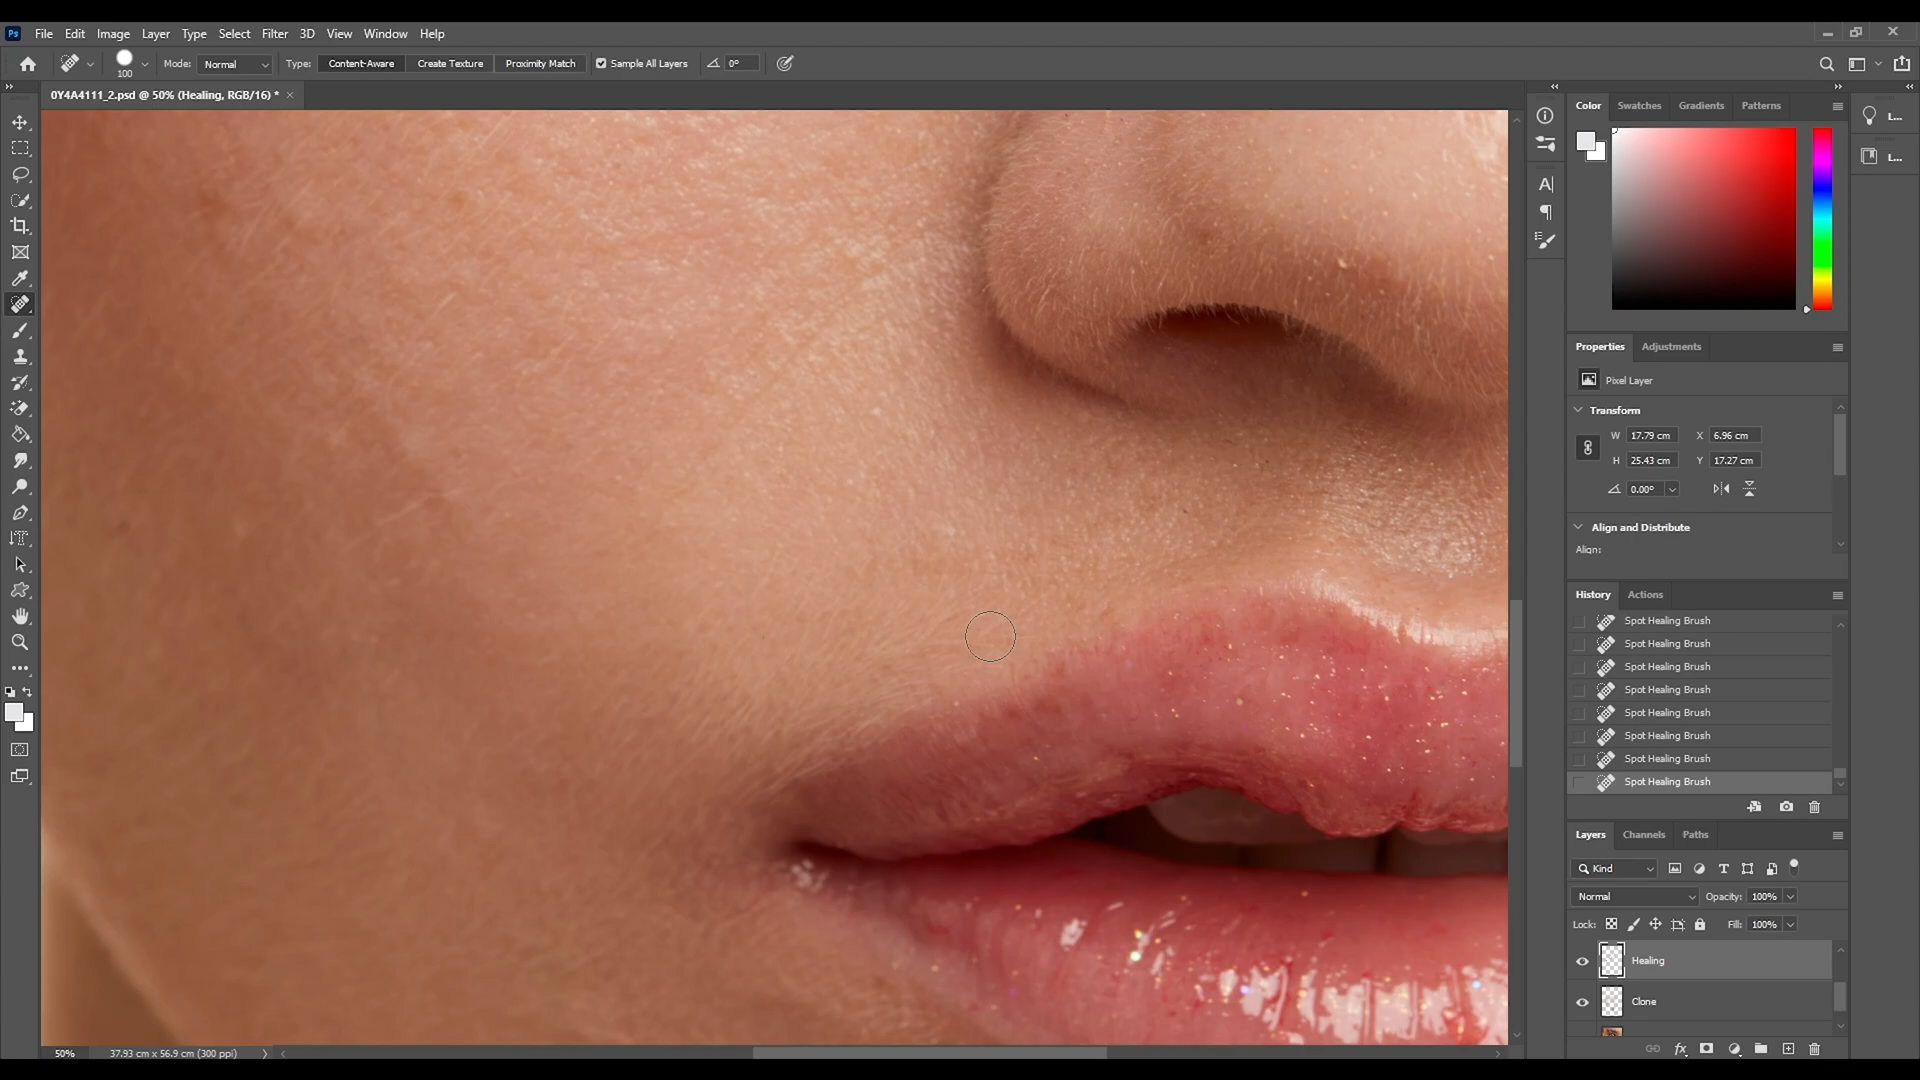 Ps File Edit Image Layer Type Select Filter 3D View Window Help
100 Mode: Normal Type: Content-Aware Create Texture Proximity Match Sample All Layers 0°
0Y4A4111_2.psd @ 50% (Healing, RGB/16) * ×
Color Swatches Gradients Patterns
L...
L...
Properties Adjustments
Pixel Layer
Transform
W 17.79 cm X 6.96 cm
H 25.43 cm Y 17.27 cm
0.00°
Align and Distribute
Align:
History Actions
Spot Healing Brush
Spot Healing Brush
Spot Healing Brush
Spot Healing Brush
Spot Healing Brush
Spot Healing Brush
Spot Healing Brush
Spot Healing Brush
Layers Channels Paths
Kind
Normal Opacity: 100%
Lock: Fill: 100%
Healing
Clone
fx
50% 37.93 cm x 56.9 cm (300 ppi)